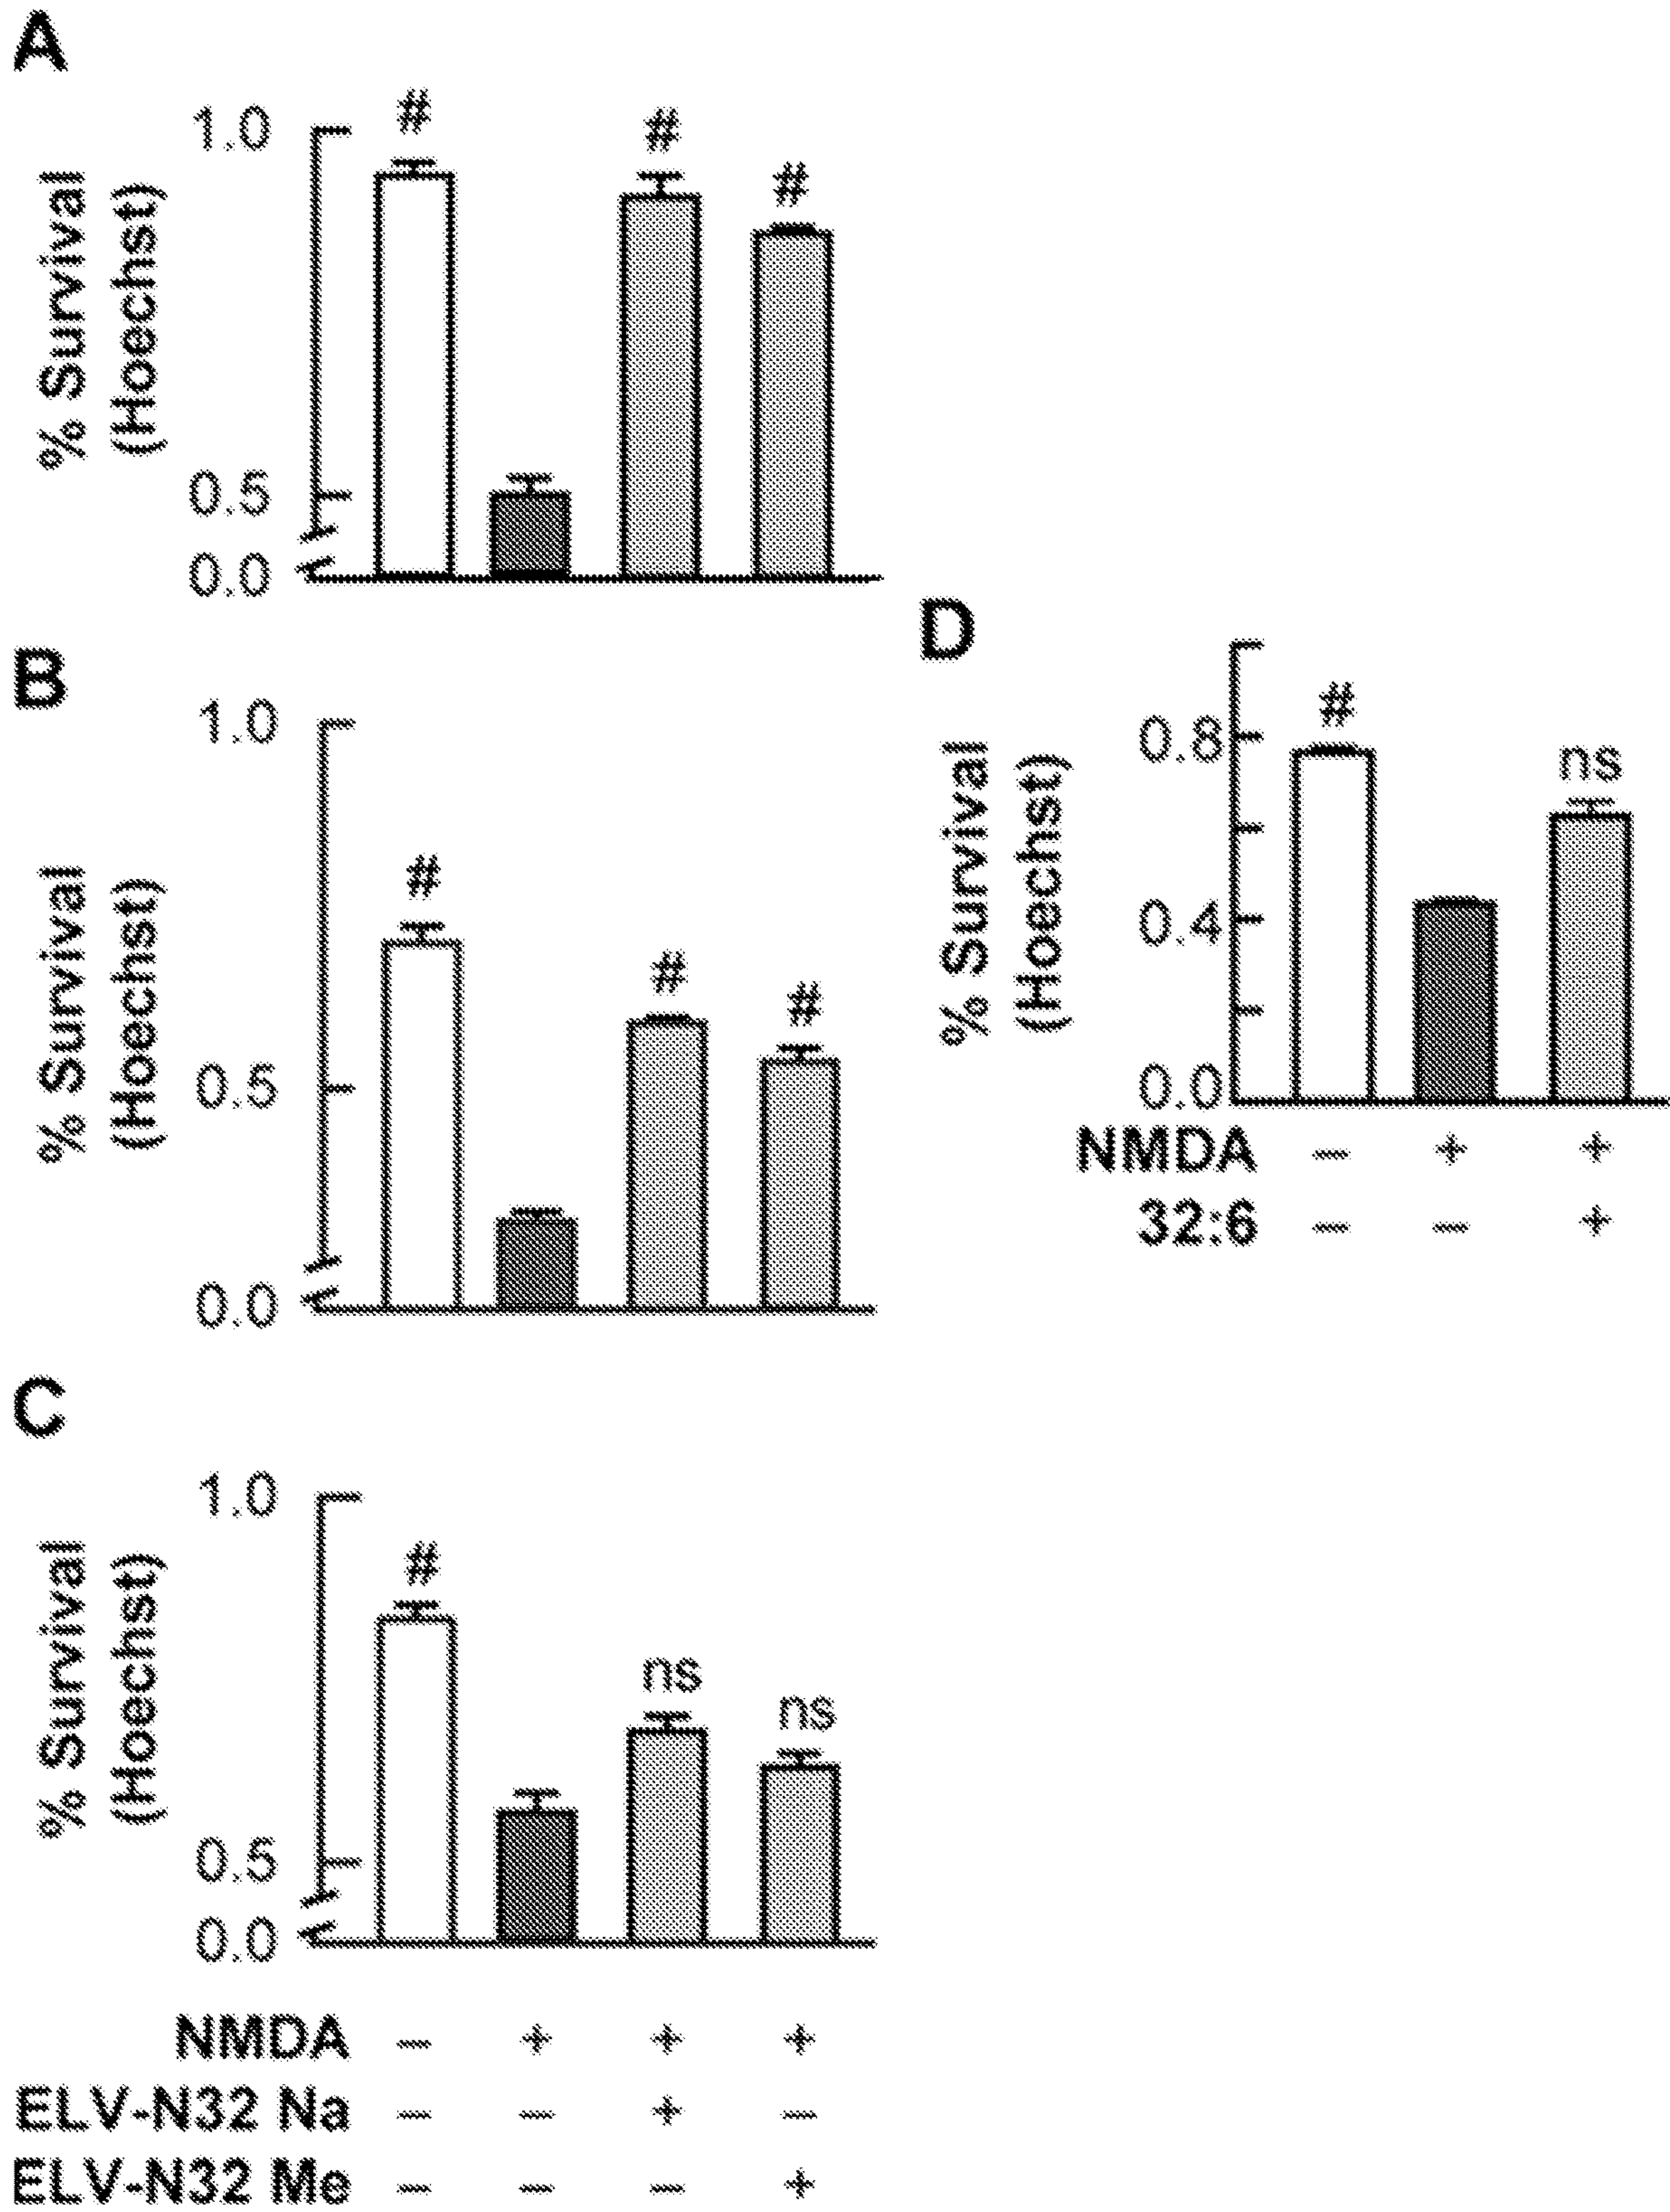 A
% Survival
(Hoechst)
1.0
0.5
0.0
#
#
#
B
% Survival
(Hoechst)
1.0
0.5
0.0
#
#
#
C
% Survival
(Hoechst)
1.0
0.5
0.0
#
ns
ns
NMDA – + + +
ELV-N32 Na – – + –
ELV-N32 Me – – – +
D
% Survival
(Hoechst)
0.8
0.4
0.0
#
ns
NMDA – + +
32:6 – – +